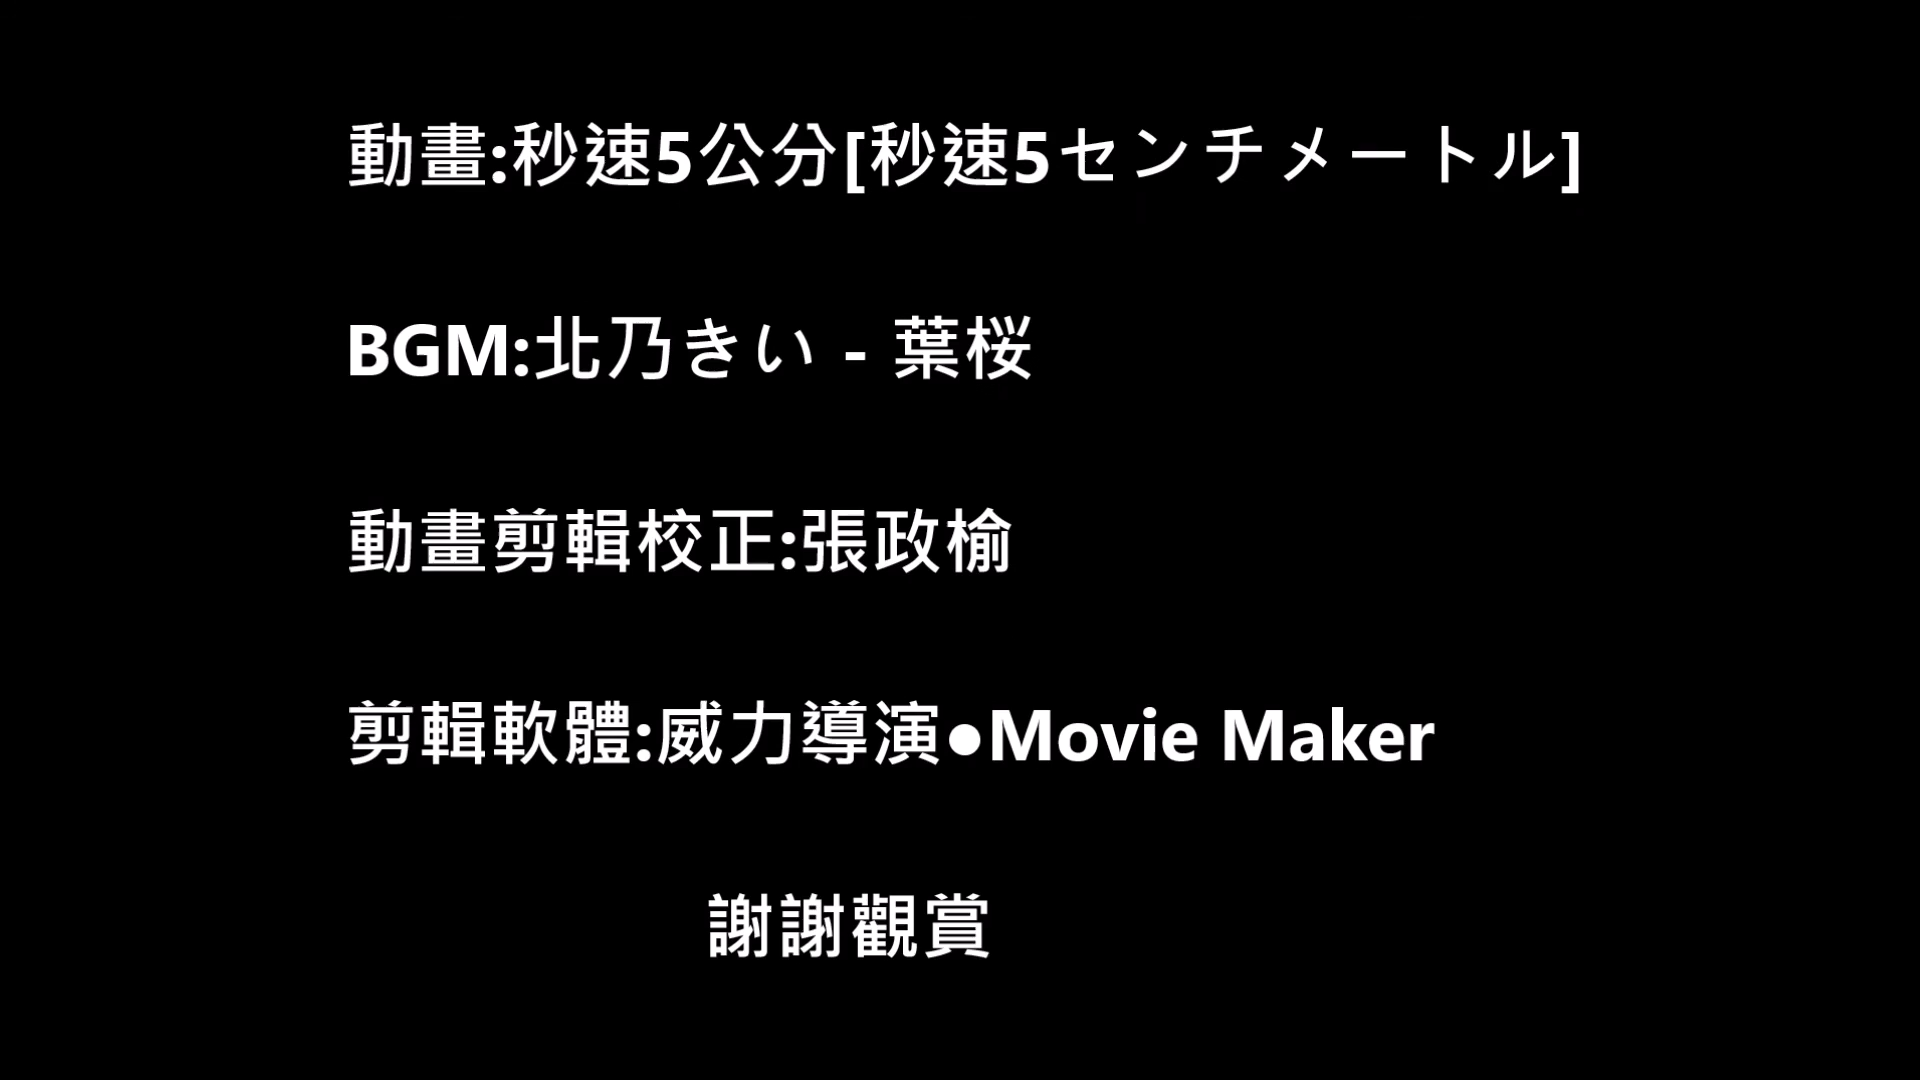 動畫:秒速5公分[秒速5センチメートル]
BGM:北乃きい - 葉桜
動畫剪輯校正:張政榆
剪輯軟體:威力導演●Movie Maker
謝謝觀賞